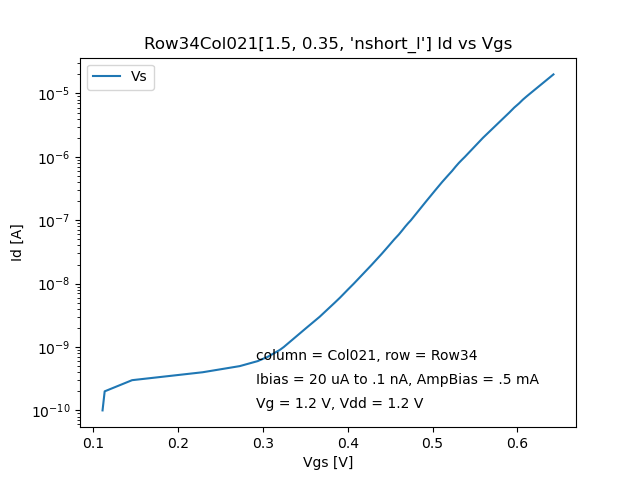 Row34Col021[1.5, 0.35, 'nshort_l'] Id vs Vgs
Vs
Id [A]
10⁻⁵
10⁻⁶
10⁻⁷
10⁻⁸
10⁻⁹
10⁻¹⁰
column = Col021, row = Row34
Ibias = 20 uA to .1 nA, AmpBias = .5 mA
Vg = 1.2 V, Vdd = 1.2 V
0.1 0.2 0.3 0.4 0.5 0.6
Vgs [V]